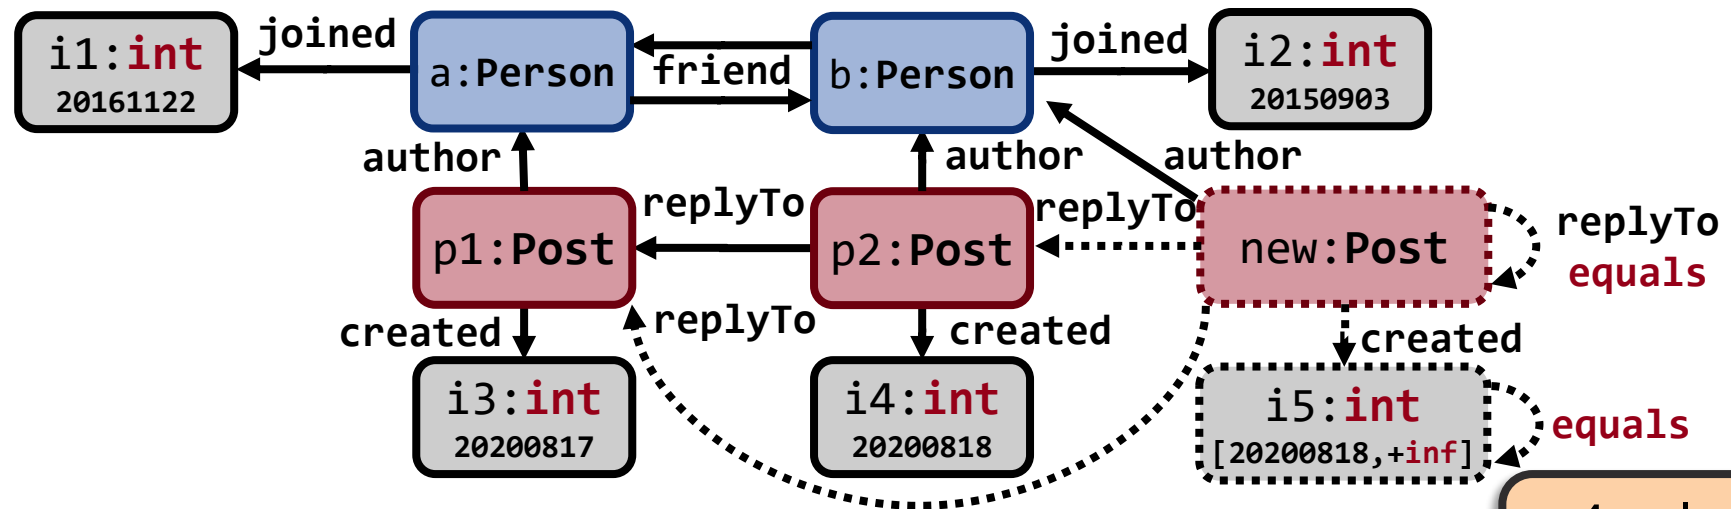 i1:int
20161122
joined
a:Person
friend
b:Person
joined
i2:int
20150903
author
author
author
p1:Post
replyTo
p2:Post
replyTo
new:Post
replyTo
equals
created
replyTo
created
created
i3:int
20200817
i4:int
20200818
i5:int
[20200818,+inf]
equals